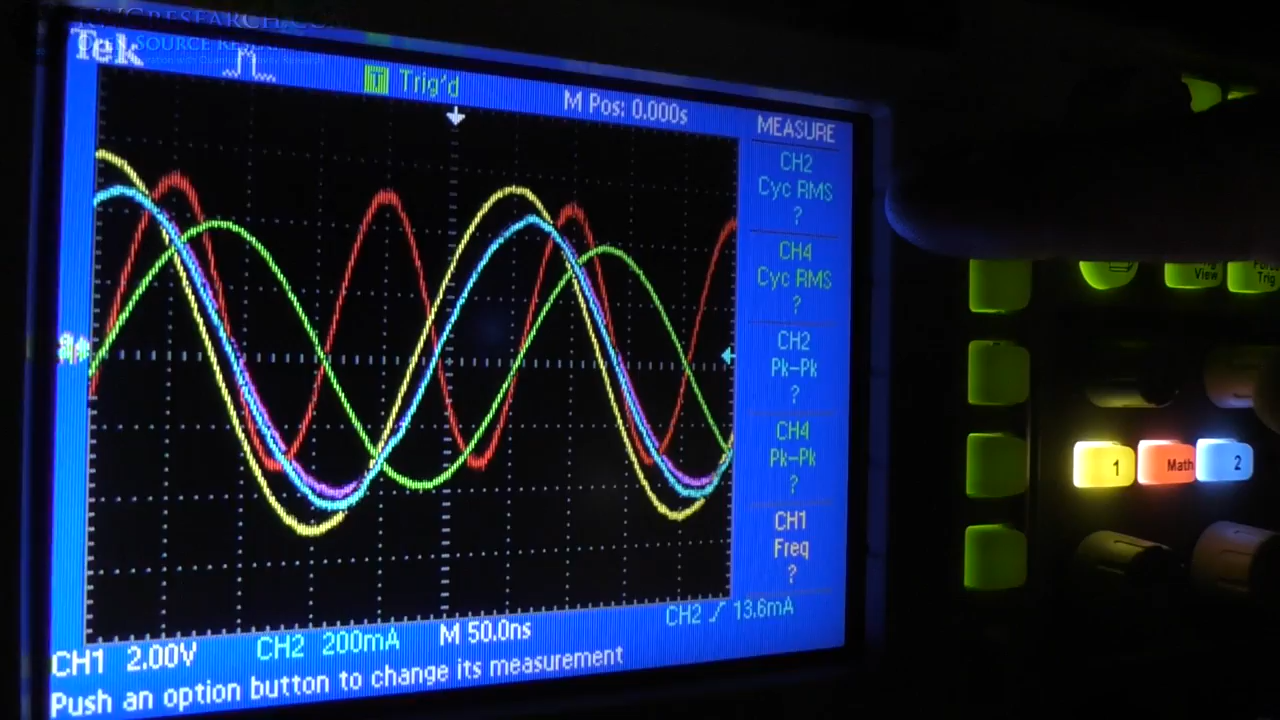 Tek
Trig'd
M Pos: 0.000s
MEASURE
CH2
Cyc RMS
?
CH4
Cyc RMS
?
CH2
Pk-Pk
?
CH4
Pk-Pk
?
CH1
Freq
?
CH1 2.00V CH2 200mA M 50.0ns CH2 13.6mA
Push an option button to change its measurement
View
Trig
1
Math
2